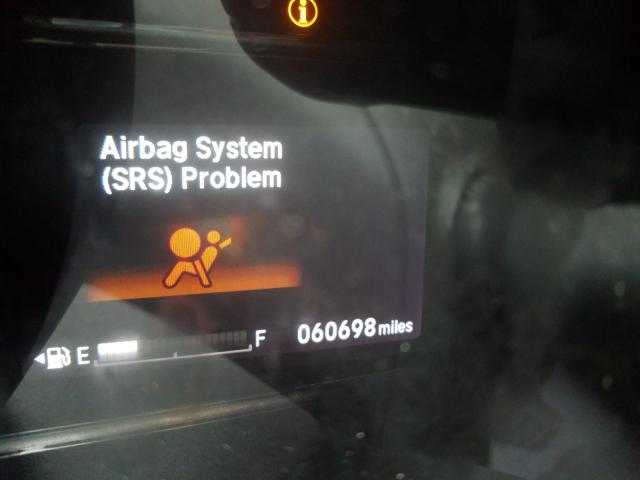 Airbag System
(SRS) Problem
E F 060698 miles